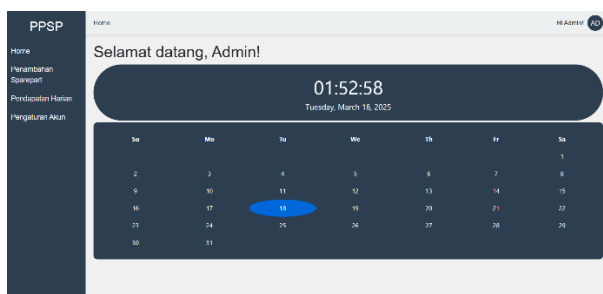 PPSP
Home
Penambahan
Sparepart
Pendapatan Harian
Pengaturan Akun
Home
Hi Admin!
AD
Selamat datang, Admin!
01:52:58
Tuesday, March 18, 2025
Su Mo Tu We Th Fr Sa
1
2 3 4 5 6 7 8
9 10 11 12 13 14 15
16 17 18 19 20 21 22
23 24 25 26 27 28 29
30 31